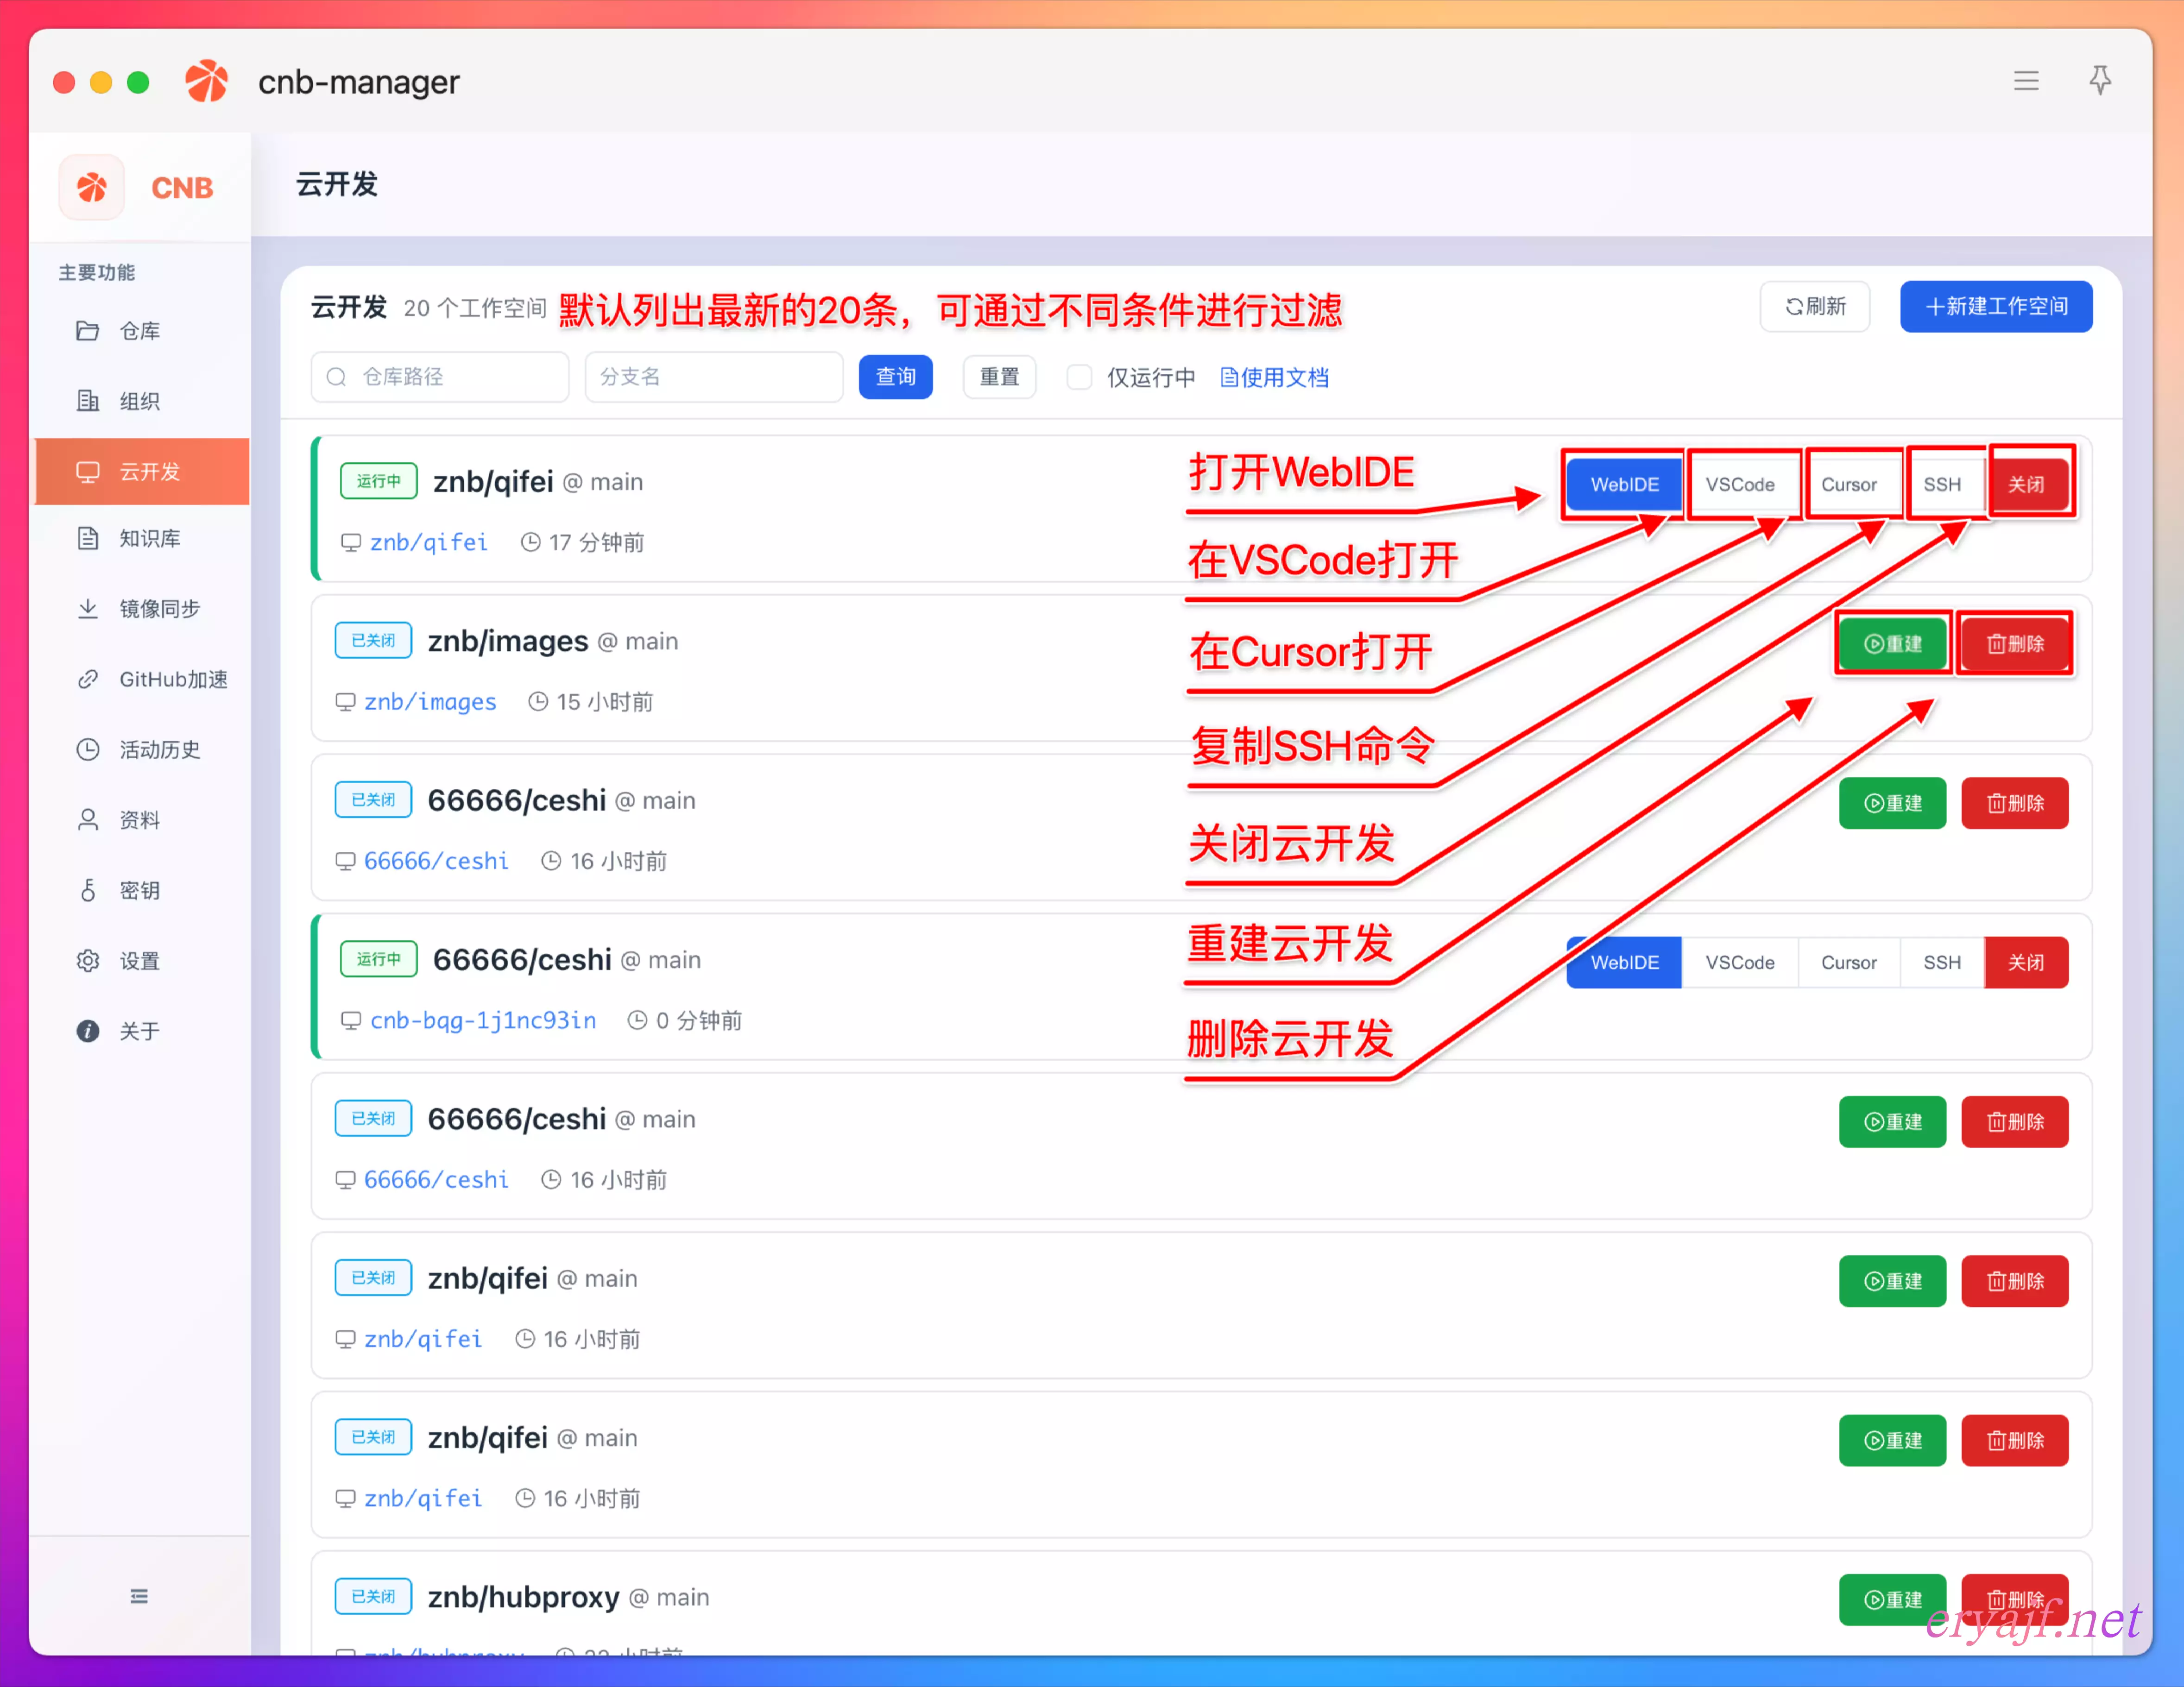 cnb-manager
CNB
主要功能
仓库
组织
云开发
知识库
镜像同步
GitHub加速
活动历史
资料
密钥
设置
关于
云开发
云开发 20 个工作空间 默认列出最新的20条，可通过不同条件进行过滤 刷新 新建工作空间
仓库路径 分支名 查询 重置 仅运行中 使用文档
运行中 znb/qifei @ main 打开WebIDE WebIDE VSCode Cursor SSH 关闭
znb/qifei 17 分钟前 在VSCode打开
已关闭 znb/images @ main 在Cursor打开 重建 删除
znb/images 15 小时前
复制SSH命令
已关闭 66666/ceshi @ main 重建 删除
66666/ceshi 16 小时前 关闭云开发
运行中 66666/ceshi @ main 重建云开发 WebIDE VSCode Cursor SSH 关闭
cnb-bqg-1j1nc93in 0 分钟前 删除云开发
已关闭 66666/ceshi @ main 重建 删除
66666/ceshi 16 小时前
已关闭 znb/qifei @ main 重建 删除
znb/qifei 16 小时前
已关闭 znb/qifei @ main 重建 删除
znb/qifei 16 小时前
已关闭 znb/hubproxy @ main 重建 删除
eryajf.net